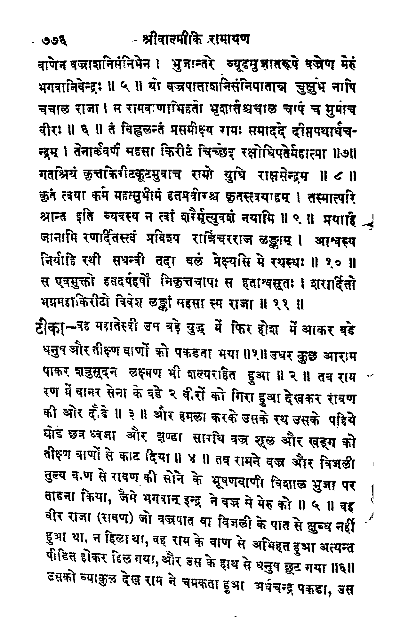 ७७६ श्रीवाल्मीकि रामायण
वाणेन वज्राशनिसंनिभेन । भुजान्तरे व्यूढसुजातरूपे वज्रेण मेरुं
भगवानिवेन्द्रः ॥ ५ ॥ यो वज्रपाताशनिसंनिपातान्न चुक्षुभे नापि
चचाल राजा । स रामवाणाभिहतो भृशार्तश्चचाल चापं च मुमोच
वीरः ॥ ६ ॥ तं विह्वलन्तं प्रसमीक्ष्य रामः समाददे दीप्तमथार्धच-
न्द्रम् । तेनार्कवर्णं सहसा किरीटं चिच्छेद रक्षोधिपतेर्महात्मा ॥७॥
गतश्रियं कृत्तकिरीटकूटमुवाच रामो युधि राक्षसेन्द्रम् ॥ ८ ॥
कृतं त्वया कर्म महत्सुभीमं हतप्रवीरश्च कृतस्त्वयाहम् । तस्मात्परि
श्रान्त इति व्यवस्य न त्वां शरैर्मृत्युवशं नयामि ॥ ९ ॥ प्रयाहि
जानामि रणार्दितस्त्वं प्रविश्य रात्रिंचरराज लङ्काम् । आश्वस्य
निर्याहि रथी सधन्वी तदा बलं प्रेक्ष्यसि मे रथस्थः ॥ १० ॥
स एवमुक्तो हतदर्पहर्षो निकृत्तचापः स हताश्वसूतः । शरार्दितो
भग्नमहाकिरीटो विवेश लङ्कां सहसा स्म राजा ॥ ११ ॥
टीका–वह महातेजस्वी उस बड़े युद्ध में फिर होश में आकर बड़े
धनुष और तीक्ष्ण वाणों को पकड़ता भया ॥१॥ उधर कुछ आराम
पाकर शत्रुसूदन लक्ष्मण भी शल्यरहित हुआ ॥ २ ॥ तब राम
रण में वानर सेना के बड़े २ वीरों को गिरा हुआ देखकर रावण
की ओर दौड़े ॥ ३ ॥ और हमला करके उसके रथ उसके पहिये
घोड़े छत्र ध्वजा और झण्डा सारथि वज्र शूल और खड्ग को
तीक्ष्ण वाणों से काट दिया ॥ ४ ॥ तब रामने वज्र और बिजली
तुल्य वाण से रावण की सोने के भूषणवाणी विशाल भुजा पर
ताडना किया, जैसे भगवान् इन्द्र ने वज्र से मेरु को ॥ ५ ॥ वह
वीर राजा (रावण) जो वज्रपात वा बिजली के पात से क्षुब्ध नहीं
हुआ था, न हिला था, वह राम के वाण से अभिहत हुआ अत्यन्त
पीडित होकर हिल गया, और उस के हाथ से धनुष छूट गया ॥६॥
उसको व्याकुल देख राम ने चमकता हुआ अर्धचन्द्र पकड़ा, उस